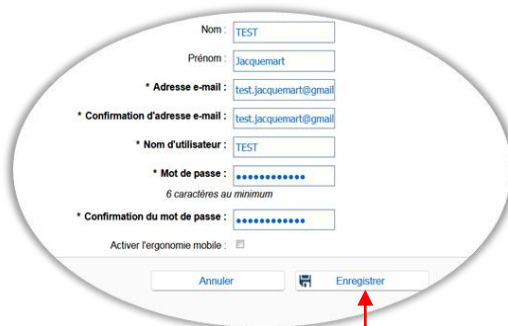 Nom : TEST
Prénom : Jacquemart
* Adresse e-mail : test.jacquemart@gmail
* Confirmation d'adresse e-mail : test.jacquemart@gmail
* Nom d'utilisateur : TEST
* Mot de passe : ••••••••••••
6 caractères au minimum
* Confirmation du mot de passe : ••••••••••••
Activer l'ergonomie mobile :
Annuler Enregistrer